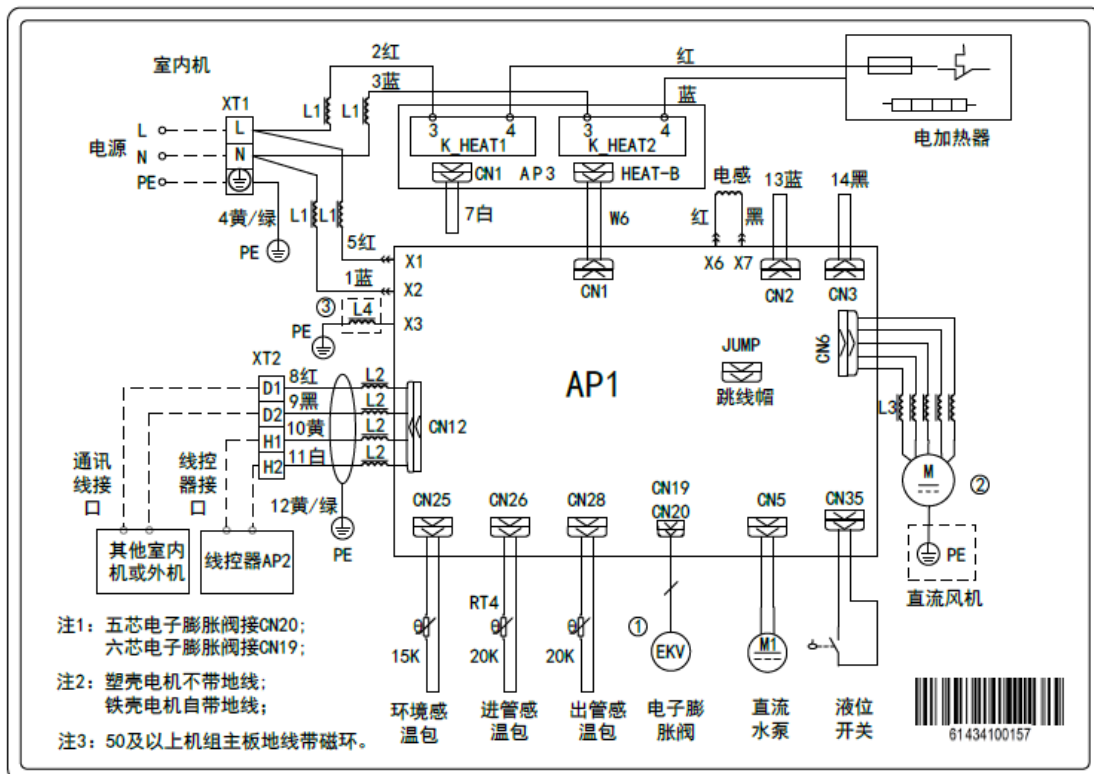 室内机
2红
红
3蓝
蓝
XT1
L1
L1
3
4
3
4
电加热器
L
L
电源
N
N
K_HEAT1
K_HEAT2
PE
CN1
AP3
HEAT-B
电感
13蓝
14黑
4黄/绿
L1
L1
7白
W6
红
黑
PE
5红
X1
X6
X7
CN1
CN2
CN3
1蓝
X2
③
L4
X3
PE
CN6
JUMP
跳线帽
AP1
XT2
D1
8红
L2
D2
9黑
L2
CN12
H1
10黄
L2
H2
11白
L2
L3
通讯
线接
口
线控
器接
口
12黄/绿
PE
CN25
CN26
CN28
CN19
CN20
CN5
CN35
M
②
PE
直流风机
其他室内
机或外机
线控器AP2
RT4
θ
θ
θ
15K
20K
20K
①
EKV
M1
环境感
温包
进管感
温包
出管感
温包
电子膨
胀阀
直流
水泵
液位
开关
注1：五芯电子膨胀阀接CN20；
六芯电子膨胀阀接CN19；
注2：塑壳电机不带地线；
铁壳电机自带地线；
注3：50及以上机组主板地线带磁环。
61434100157